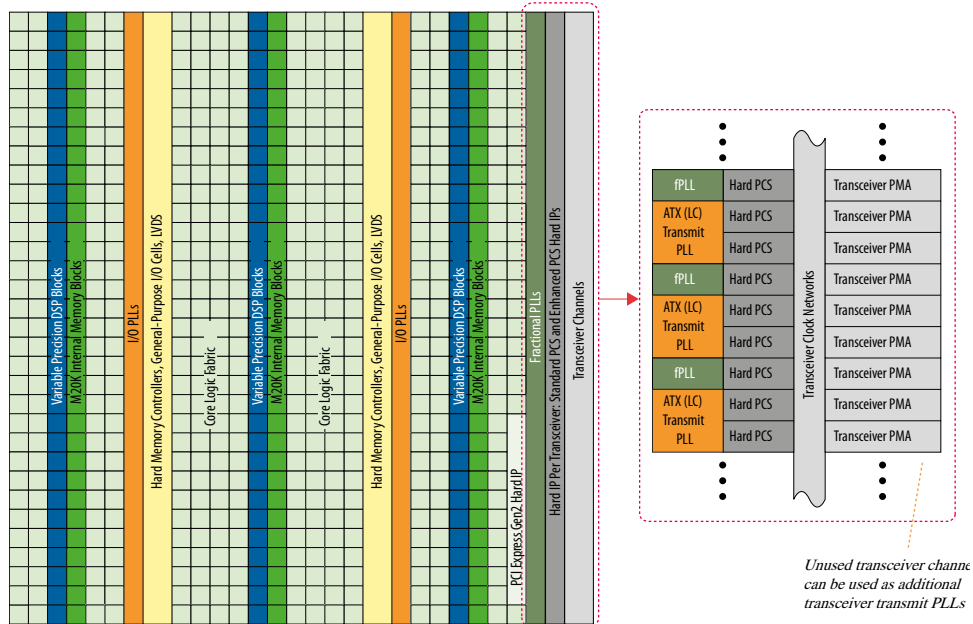 Variable Precision DSP Blocks
M20K Internal Memory Blocks
I/O PLLs
Hard Memory Controllers, General-Purpose I/O Cells, LVDS
Core Logic Fabric
Variable Precision DSP Blocks
M20K Internal Memory Blocks
Core Logic Fabric
Hard Memory Controllers, General-Purpose I/O Cells, LVDS
I/O PLLs
Variable Precision DSP Blocks
M20K Internal Memory Blocks
PCI Express Gen2 Hard IP
Fractional PLLs
Hard IP Per Transceiver: Standard PCS and Enhanced PCS Hard IPs
Transceiver Channels
fPLL
Hard PCS
Transceiver PMA
ATX (LC)
Transmit
PLL
Hard PCS
Transceiver PMA
Hard PCS
Transceiver PMA
fPLL
Hard PCS
Transceiver PMA
ATX (LC)
Transmit
PLL
Hard PCS
Transceiver PMA
Hard PCS
Transceiver PMA
fPLL
Hard PCS
Transceiver PMA
ATX (LC)
Transmit
PLL
Hard PCS
Transceiver PMA
Hard PCS
Transceiver PMA
Transceiver Clock Networks
Unused transceiver channe
can be used as additional
transceiver transmit PLLs